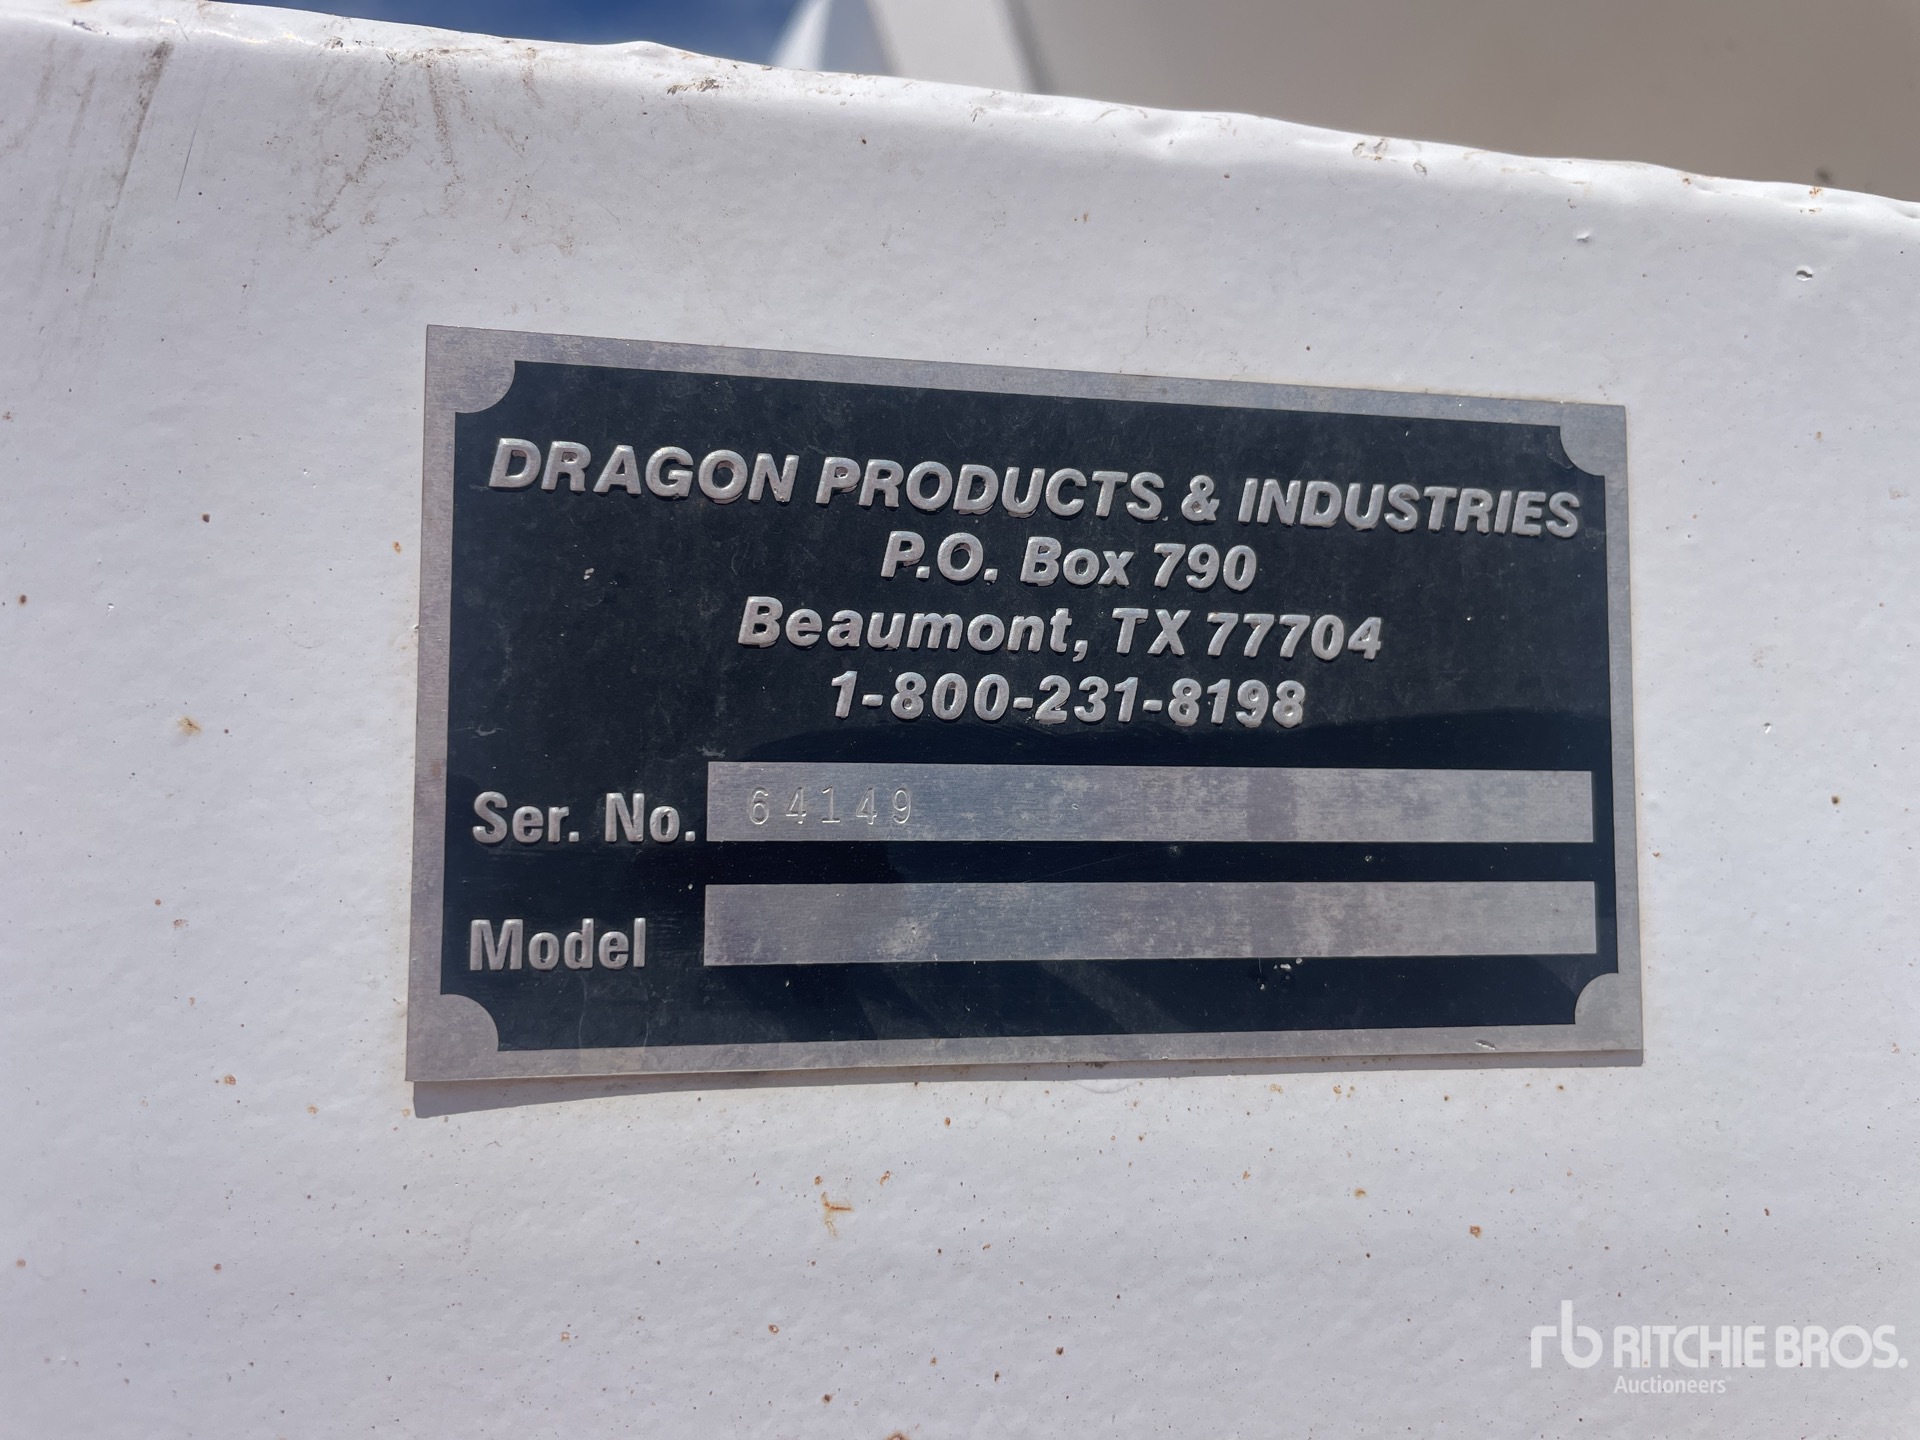 DRAGON PRODUCTS & INDUSTRIES
P.O. Box 790
Beaumont, TX 77704
1-800-231-8198
Ser. No. 64149
Model
rb RITCHIE BROS.
Auctioneers